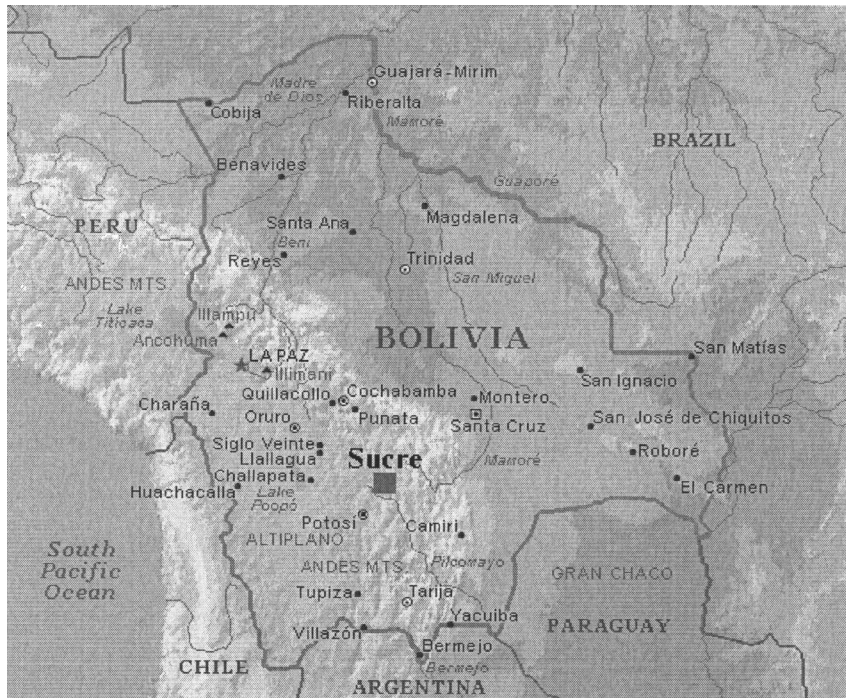 Guajará-Mirim
Madre
de Dios
Riberalta
Cobija
Mamoré
BRAZIL
Benavides
Guaporé
Magdalena
PERU
Santa Ana
Beni
Reyes
Trinidad
San Miguel
ANDES MTS.
Lake
Titicaca
Illampu
Ancohuma
BOLIVIA
LA PAZ
Illimani
San Matías
San Ignacio
Quillacollo
Cochabamba
Montero
Charaña
Oruro
Punata
Santa Cruz
San José de Chiquitos
Siglo Veinte
Llallagua
Sucre
Mamoré
Roboré
Challapata
Huachacalla
Lake
Poopó
El Carmen
Potosí
Camiri
ALTIPLANO
South
Pacific
Ocean
ANDES MTS.
Pilcomayo
GRAN CHACO
Tupiza
Tarija
Yacuiba
PARAGUAY
Villazón
Bermejo
CHILE
Bermejo
ARGENTINA